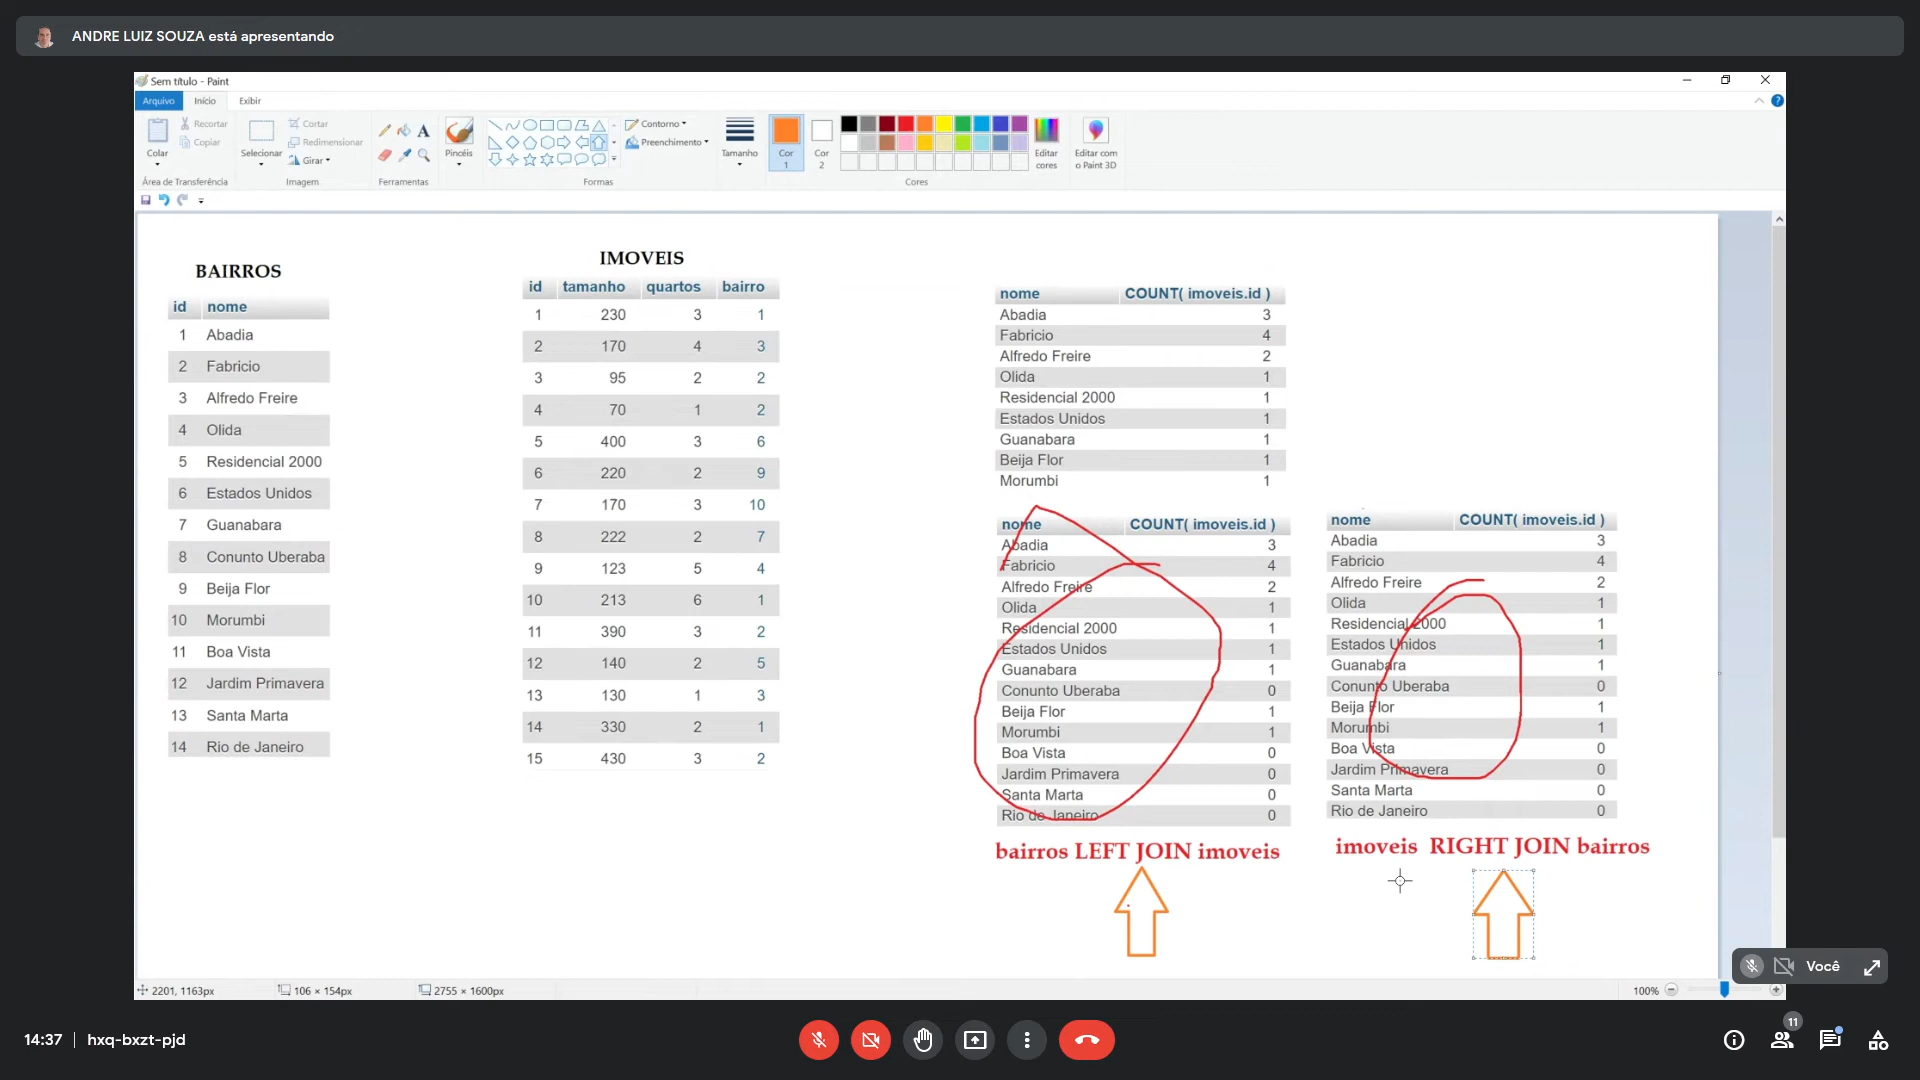 ANDRE LUIZ SOUZA está apresentando
Sem título - Paint
Arquivo Início Exibir
Colar
Recortar
Copiar
Área de Transferência
Selecionar
Cortar
Redimensionar
Girar
Imagem
A
Ferramentas
Pincéis
Formas
Contorno
Preenchimento
Tamanho
Cor 1
Cor 2
Cores
Editar cores
Editar com o Paint 3D
BAIRROS
id nome
1 Abadia
2 Fabricio
3 Alfredo Freire
4 Olida
5 Residencial 2000
6 Estados Unidos
7 Guanabara
8 Conunto Uberaba
9 Beija Flor
10 Morumbi
11 Boa Vista
12 Jardim Primavera
13 Santa Marta
14 Rio de Janeiro
IMOVEIS
id tamanho quartos bairro
1 230 3 1
2 170 4 3
3 95 2 2
4 70 1 2
5 400 3 6
6 220 2 9
7 170 3 10
8 222 2 7
9 123 5 4
10 213 6 1
11 390 3 2
12 140 2 5
13 130 1 3
14 330 2 1
15 430 3 2
nome COUNT( imoveis.id )
Abadia 3
Fabricio 4
Alfredo Freire 2
Olida 1
Residencial 2000 1
Estados Unidos 1
Guanabara 1
Beija Flor 1
Morumbi 1
nome COUNT( imoveis.id )
Abadia 3
Fabricio 4
Alfredo Freire 2
Olida 1
Residencial 2000 1
Estados Unidos 1
Guanabara 1
Conunto Uberaba 0
Beija Flor 1
Morumbi 1
Boa Vista 0
Jardim Primavera 0
Santa Marta 0
Rio de Janeiro 0
bairros LEFT JOIN imoveis
nome COUNT( imoveis.id )
Abadia 3
Fabricio 4
Alfredo Freire 2
Olida 1
Residencial 2000 1
Estados Unidos 1
Guanabara 1
Conunto Uberaba 0
Beija Flor 1
Morumbi 1
Boa Vista 0
Jardim Primavera 0
Santa Marta 0
Rio de Janeiro 0
imoveis RIGHT JOIN bairros
Você
2201, 1163px 106 × 154px 2755 × 1600px 100%
14:37 hxq-bxzt-pjd
11